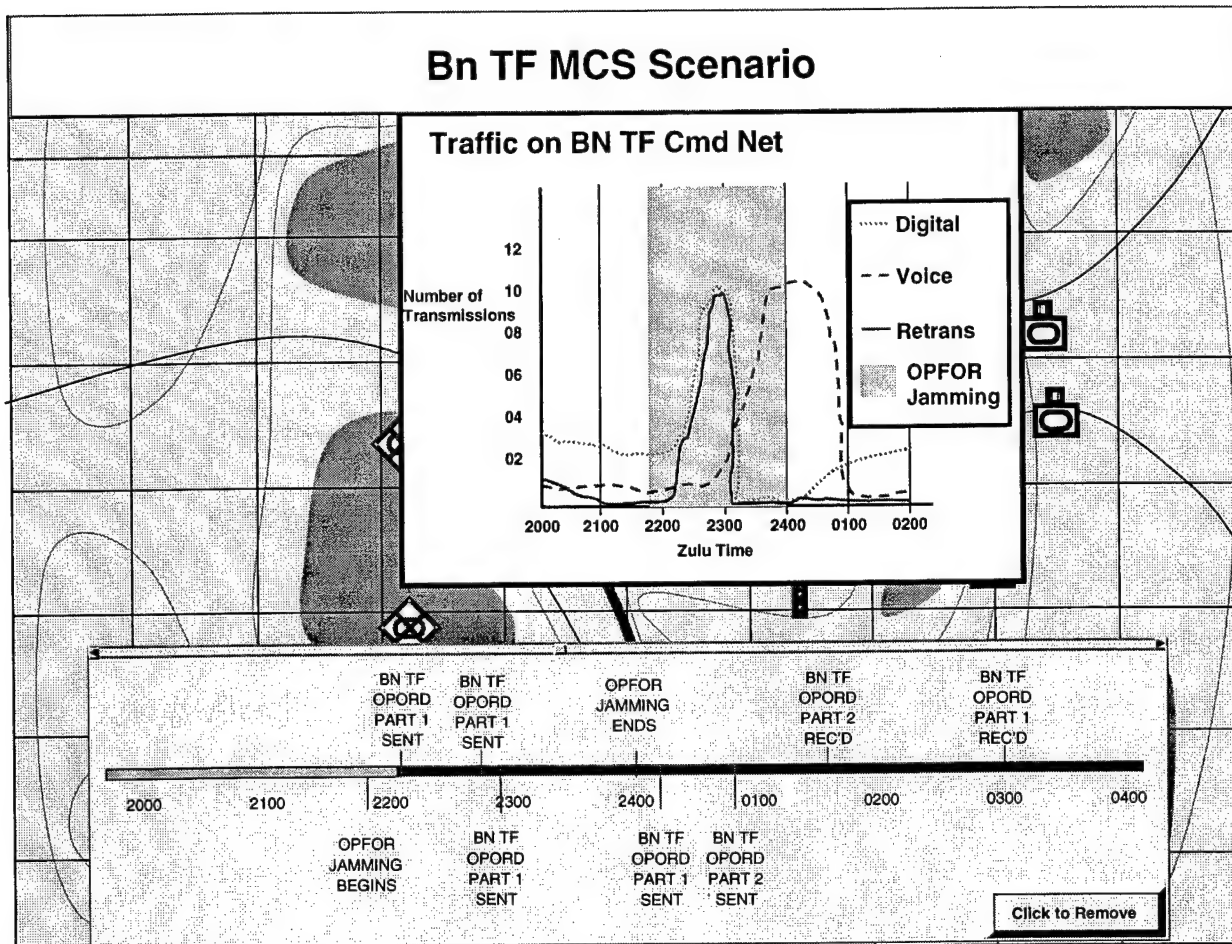 Bn TF MCS Scenario
Traffic on BN TF Cmd Net
12
10
08
06
04
02
Number of
Transmissions
2000
2100
2200
2300
2400
0100
0200
Zulu Time
Digital
Voice
Retrans
OPFOR
Jamming
BN TF
OPORD
PART 1
SENT
BN TF
OPORD
PART 1
SENT
OPFOR
JAMMING
ENDS
BN TF
OPORD
PART 2
REC'D
BN TF
OPORD
PART 1
REC'D
2000
2100
2200
2300
2400
0100
0200
0300
0400
OPFOR
JAMMING
BEGINS
BN TF
OPORD
PART 1
SENT
BN TF
OPORD
PART 1
SENT
BN TF
OPORD
PART 2
SENT
Click to Remove